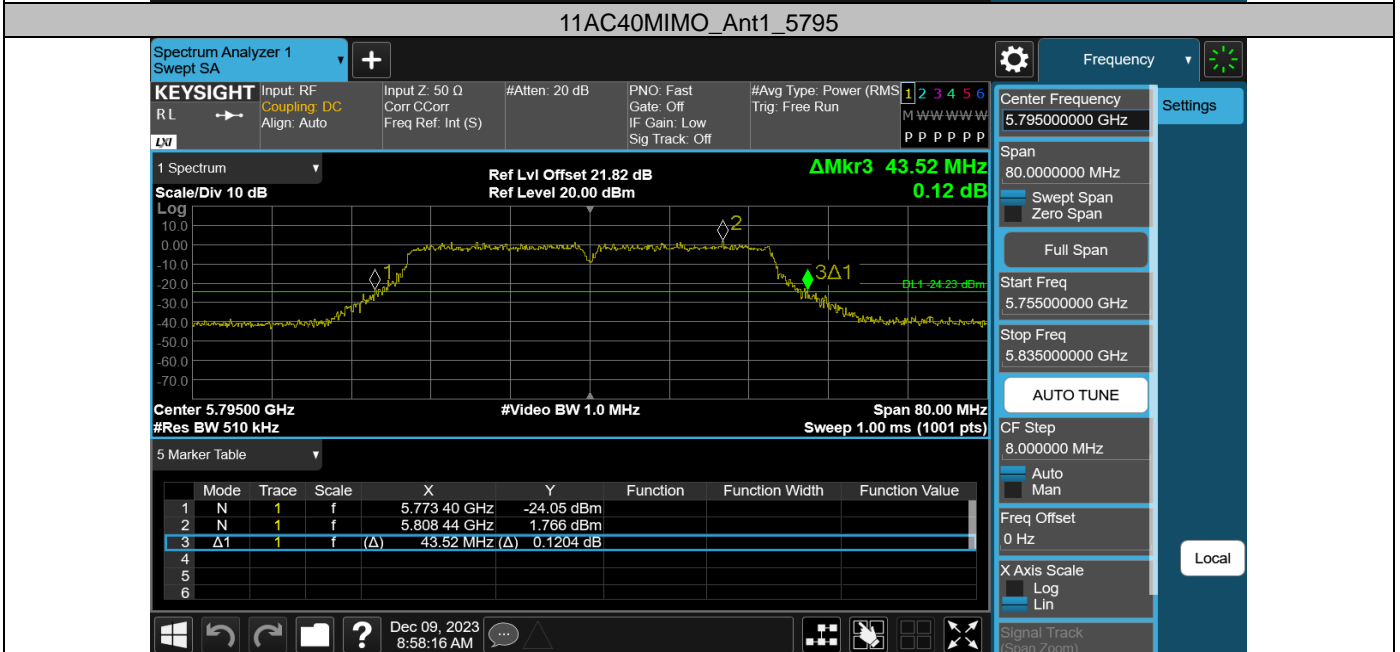 11AC40MIMO_Ant1_5795
Spectrum Analyzer 1
Swept SA
Frequency
Settings
KEYSIGHT
RL
LXI
Input: RF
Coupling: DC
Align: Auto
Input Z: 50 Ω
Corr CCorr
Freq Ref: Int (S)
#Atten: 20 dB
PNO: Fast
Gate: Off
IF Gain: Low
Sig Track: Off
#Avg Type: Power (RMS
Trig: Free Run
1 2 3 4 5 6
M W W W W W
P P P P P P
1 Spectrum
Scale/Div 10 dB
Ref Lvl Offset 21.82 dB
Ref Level 20.00 dBm
ΔMkr3 43.52 MHz
0.12 dB
Log
10.0
0.00
-10.0
-20.0
-30.0
-40.0
-50.0
-60.0
-70.0
1
2
3Δ1
DL1 -24.23 dBm
Center 5.79500 GHz
#Video BW 1.0 MHz
Span 80.00 MHz
#Res BW 510 kHz
Sweep 1.00 ms (1001 pts)
5 Marker Table
Mode Trace Scale X Y Function Function Width Function Value
1 N 1 f 5.773 40 GHz -24.05 dBm
2 N 1 f 5.808 44 GHz 1.766 dBm
3 Δ1 1 f (Δ) 43.52 MHz (Δ) 0.1204 dB
4
5
6
Center Frequency
5.795000000 GHz
Span
80.0000000 MHz
Swept Span
Zero Span
Full Span
Start Freq
5.755000000 GHz
Stop Freq
5.835000000 GHz
AUTO TUNE
CF Step
8.000000 MHz
Auto
Man
Freq Offset
0 Hz
X Axis Scale
Log
Lin
Signal Track
(Span Zoom)
Local
?
Dec 09, 2023
8:58:16 AM